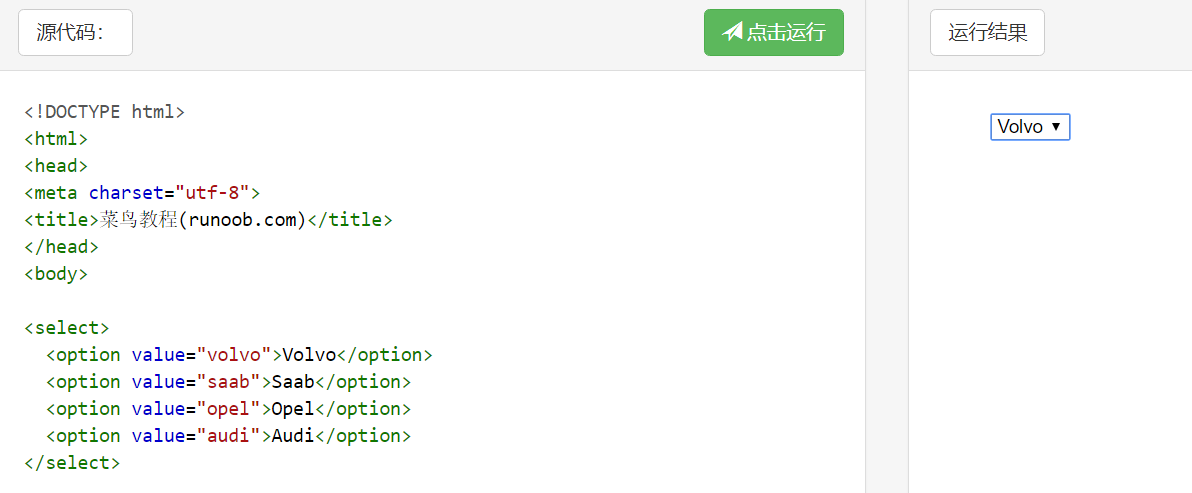 源代码：
点击运行
运行结果
<!DOCTYPE html>
<html>
<head>
<meta charset="utf-8">
<title>菜鸟教程(runoob.com)</title>
</head>
<body>
<select>
  <option value="volvo">Volvo</option>
  <option value="saab">Saab</option>
  <option value="opel">Opel</option>
  <option value="audi">Audi</option>
</select>
Volvo ▼